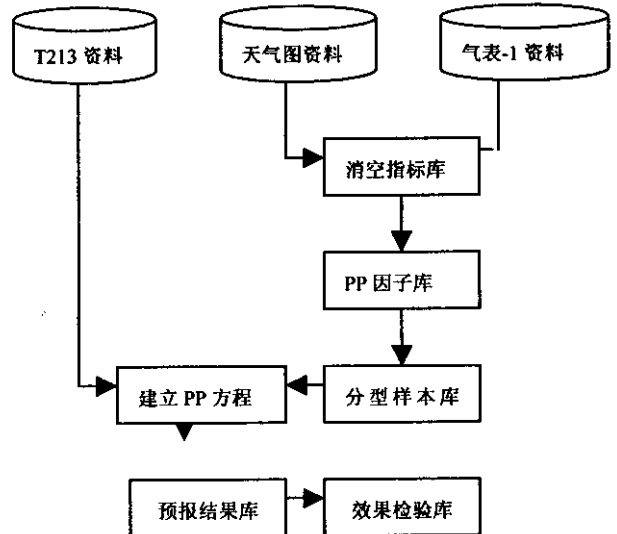 T213 资料
天气图资料
气表-1 资料
消空指标库
PP 因子库
建立 PP 方程
分型样本库
预报结果库
效果检验库